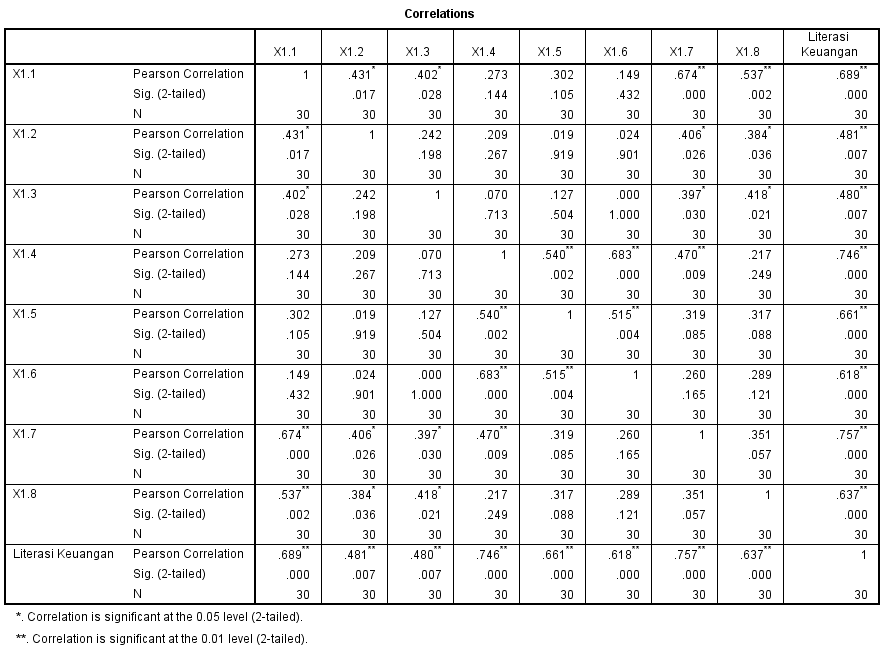 Correlations
X1.1 X1.2 X1.3 X1.4 X1.5 X1.6 X1.7 X1.8 Literasi Keuangan
X1.1 Pearson Correlation 1 .431* .402* .273 .302 .149 .674** .537** .689**
Sig. (2-tailed) .017 .028 .144 .105 .432 .000 .002 .000
N 30 30 30 30 30 30 30 30 30
X1.2 Pearson Correlation .431* 1 .242 .209 .019 .024 .406* .384* .481**
Sig. (2-tailed) .017 .198 .267 .919 .901 .026 .036 .007
N 30 30 30 30 30 30 30 30 30
X1.3 Pearson Correlation .402* .242 1 .070 .127 .000 .397* .418* .480**
Sig. (2-tailed) .028 .198 .713 .504 1.000 .030 .021 .007
N 30 30 30 30 30 30 30 30 30
X1.4 Pearson Correlation .273 .209 .070 1 .540** .683** .470** .217 .746**
Sig. (2-tailed) .144 .267 .713 .002 .000 .009 .249 .000
N 30 30 30 30 30 30 30 30 30
X1.5 Pearson Correlation .302 .019 .127 .540** 1 .515** .319 .317 .661**
Sig. (2-tailed) .105 .919 .504 .002 .004 .085 .088 .000
N 30 30 30 30 30 30 30 30 30
X1.6 Pearson Correlation .149 .024 .000 .683** .515** 1 .260 .289 .618**
Sig. (2-tailed) .432 .901 1.000 .000 .004 .165 .121 .000
N 30 30 30 30 30 30 30 30 30
X1.7 Pearson Correlation .674** .406* .397* .470** .319 .260 1 .351 .757**
Sig. (2-tailed) .000 .026 .030 .009 .085 .165 .057 .000
N 30 30 30 30 30 30 30 30 30
X1.8 Pearson Correlation .537** .384* .418* .217 .317 .289 .351 1 .637**
Sig. (2-tailed) .002 .036 .021 .249 .088 .121 .057 .000
N 30 30 30 30 30 30 30 30 30
Literasi Keuangan Pearson Correlation .689** .481** .480** .746** .661** .618** .757** .637** 1
Sig. (2-tailed) .000 .007 .007 .000 .000 .000 .000 .000
N 30 30 30 30 30 30 30 30 30
*. Correlation is significant at the 0.05 level (2-tailed).
**. Correlation is significant at the 0.01 level (2-tailed).